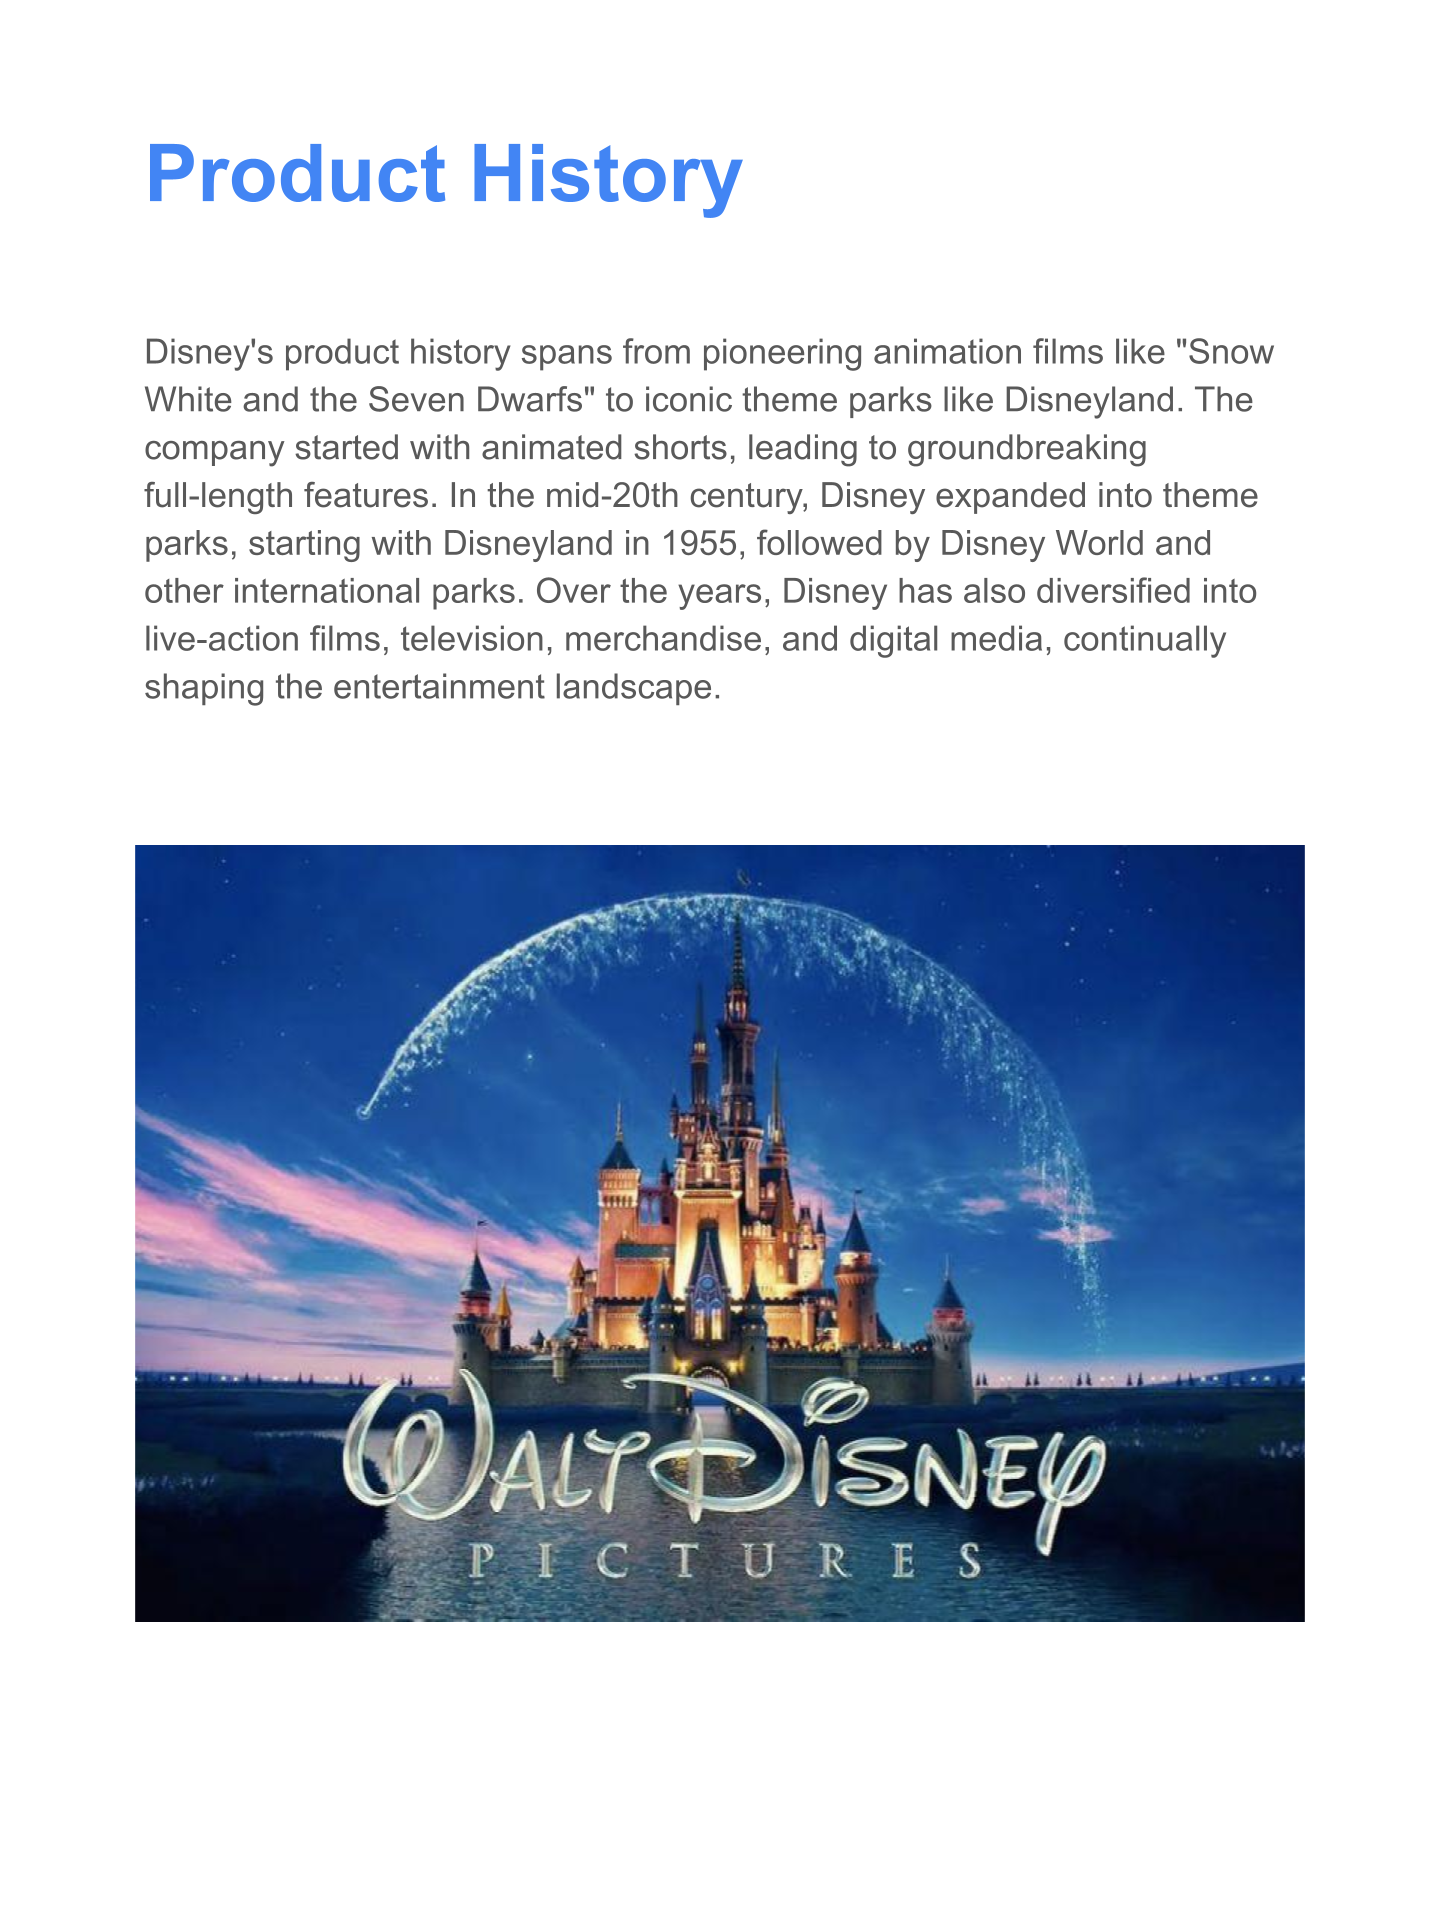 Product History
Disney's product history spans from pioneering animation films like "Snow
White and the Seven Dwarfs" to iconic theme parks like Disneyland. The
company started with animated shorts, leading to groundbreaking
full-length features. In the mid-20th century, Disney expanded into theme
parks, starting with Disneyland in 1955, followed by Disney World and
other international parks. Over the years, Disney has also diversified into
live-action films, television, merchandise, and digital media, continually
shaping the entertainment landscape.
WALT DISNEY
PICTURES